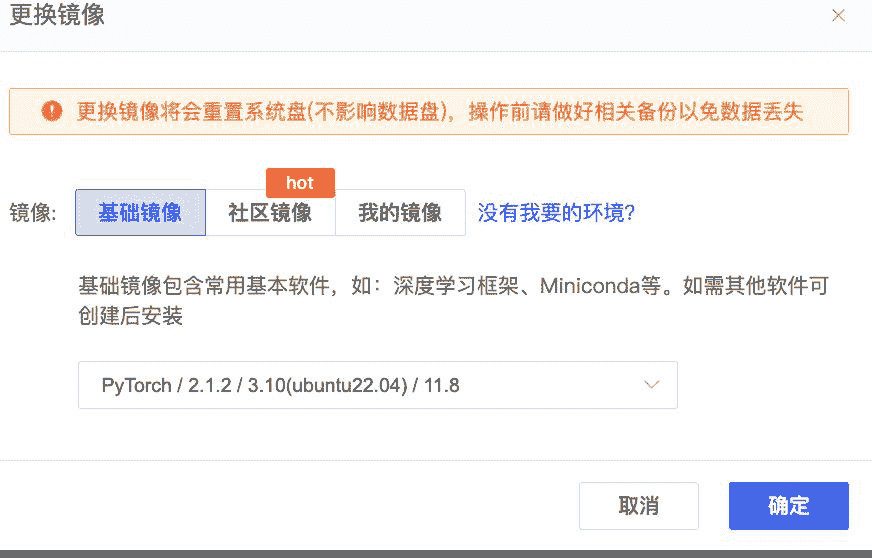 更换镜像
更换镜像将会重置系统盘(不影响数据盘)，操作前请做好相关备份以免数据丢失
hot
镜像: 基础镜像 社区镜像 我的镜像 没有我要的环境?
基础镜像包含常用基本软件，如：深度学习框架、Miniconda等。如需其他软件可
创建后安装
PyTorch / 2.1.2 / 3.10(ubuntu22.04) / 11.8
取消 确定